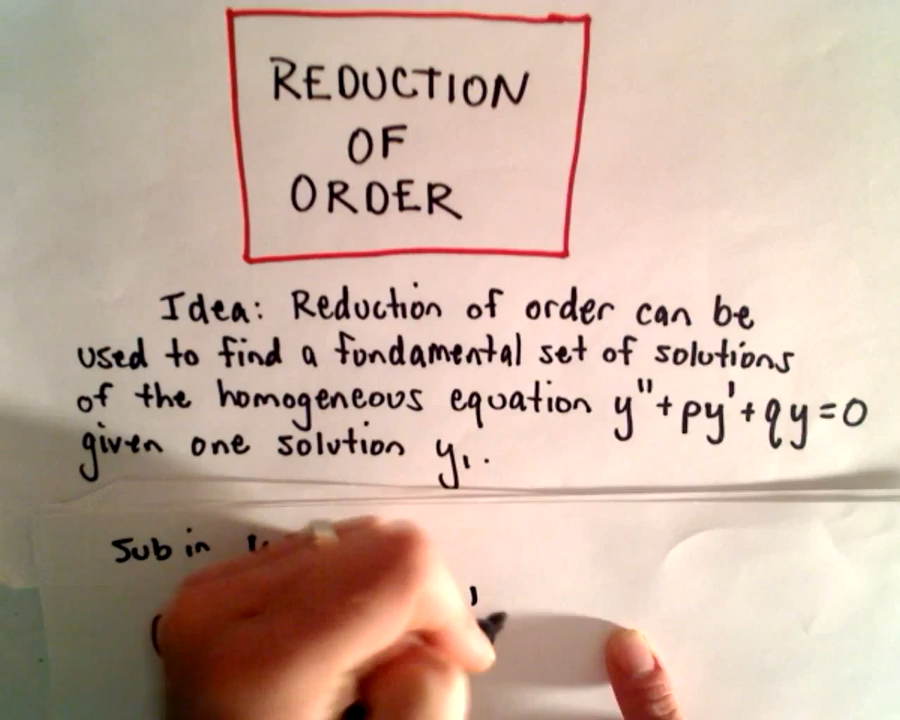 REDUCTION
OF
ORDER
Idea: Reduction of order can be
used to find a fundamental set of solutions
of the homogeneous equation y"+py'+qy=0
given one solution y₁.
Sub in